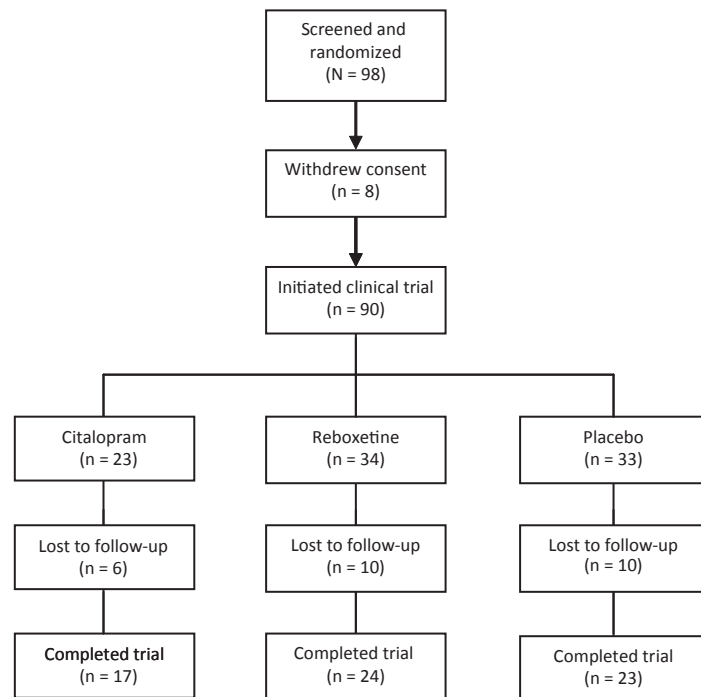 Screened and
randomized
(N = 98)
Withdrew consent
(n = 8)
Initiated clinical trial
(n = 90)
Citalopram
(n = 23)
Reboxetine
(n = 34)
Placebo
(n = 33)
Lost to follow-up
(n = 6)
Lost to follow-up
(n = 10)
Lost to follow-up
(n = 10)
Completed trial
(n = 17)
Completed trial
(n = 24)
Completed trial
(n = 23)